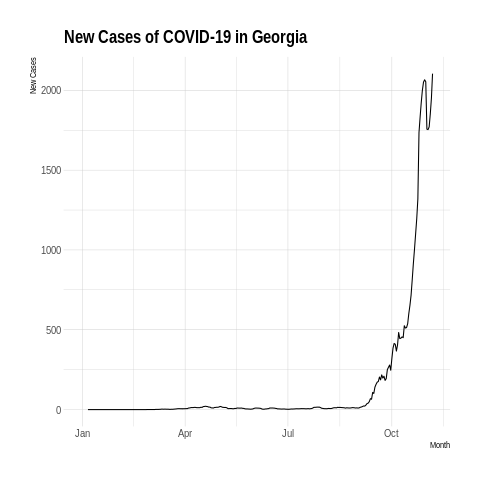 New Cases of COVID-19 in Georgia
New Cases
2000
1500
1000
500
0
Jan Apr Jul Oct
Month